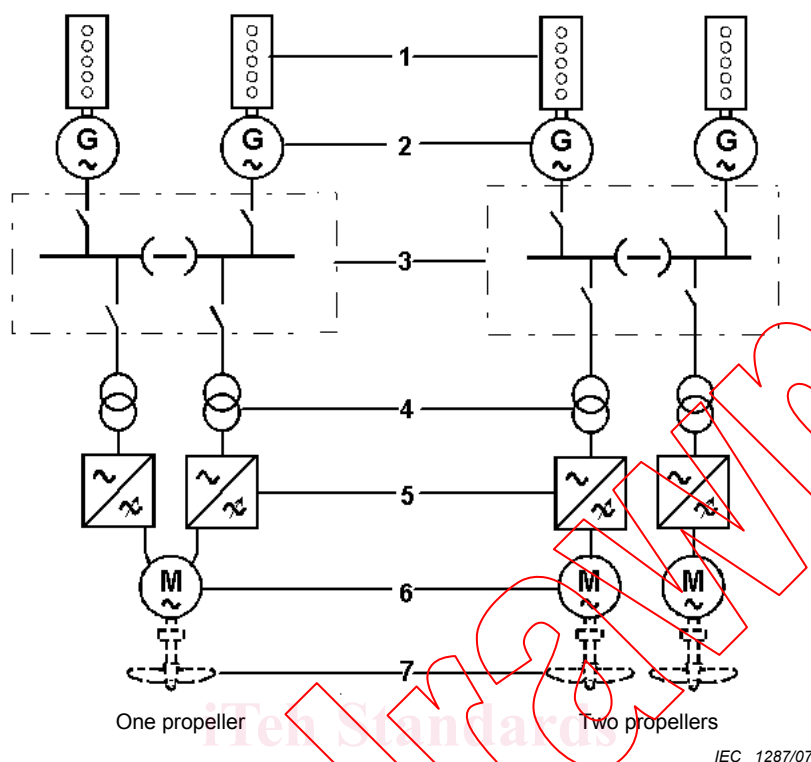 1
G G 2 G G
3
4
5
M 6 M M
7
One propeller Two propellers
iTeh Standards
IEC 1287/07